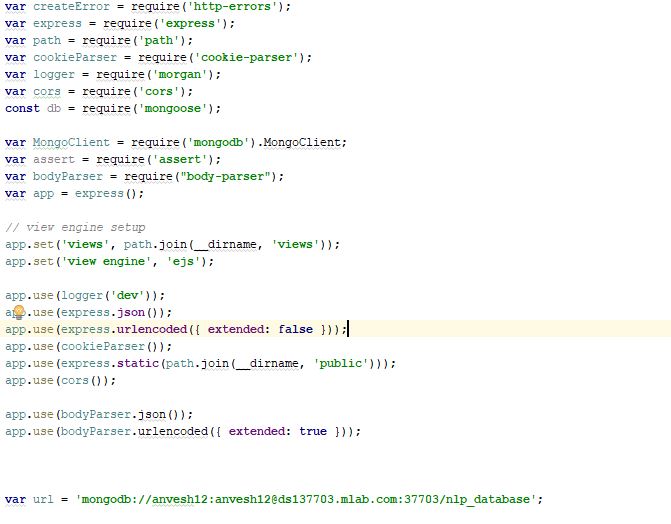 var createError = require('http-errors');
var express = require('express');
var path = require('path');
var cookieParser = require('cookie-parser');
var logger = require('morgan');
var cors = require('cors');
const db = require('mongoose');
var MongoClient = require('mongodb').MongoClient;
var assert = require('assert');
var bodyParser = require("body-parser");
var app = express();
// view engine setup
app.set('views', path.join(__dirname, 'views'));
app.set('view engine', 'ejs');
app.use(logger('dev'));
app.use(express.json());
app.use(express.urlencoded({ extended: false }));
app.use(cookieParser());
app.use(express.static(path.join(__dirname, 'public')));
app.use(cors());
app.use(bodyParser.json());
app.use(bodyParser.urlencoded({ extended: true }));
var url = 'mongodb://anvesh12:anvesh12@ds137703.mlab.com:37703/nlp_database';